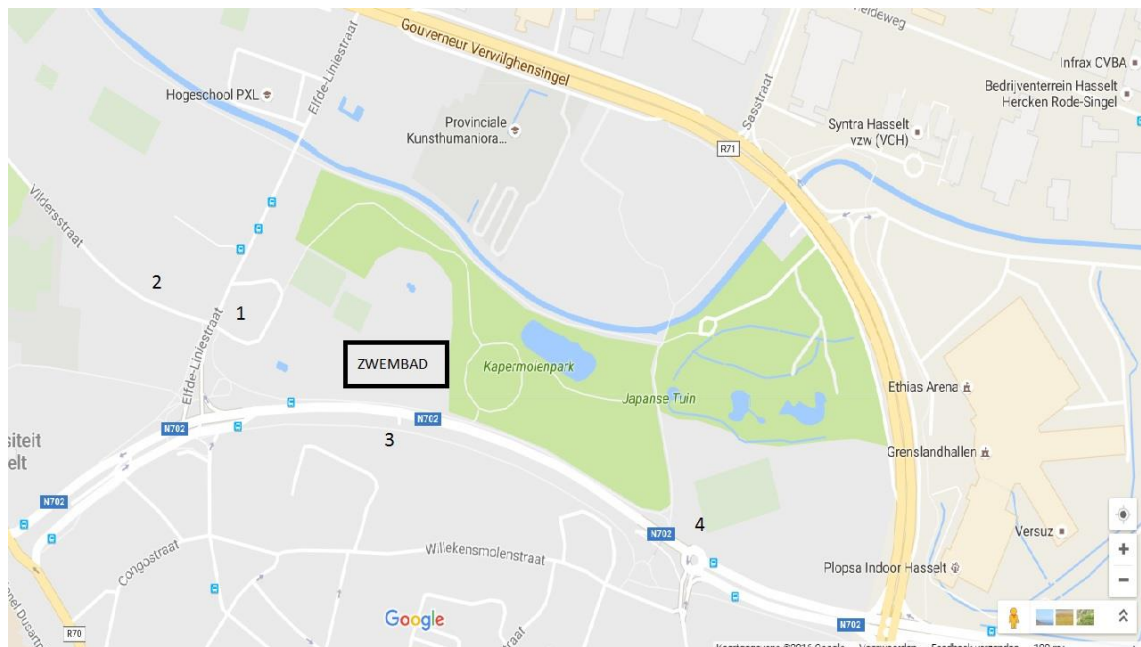 Gouverneur Verwilghensingel
Elfde-Liniestraat
Hogeschool PXL
Provinciale
Kunsthumaniora...
Sasstraat
Infrax CVBA
Bedrijventerrein Hasselt
Hercken Rode-Singel
Syntra Hasselt
vzw (VCH)
R71
Vildersstraat
2
1
Elfde-Liniestraat
ZWEMBAD
Kapermolenpark
Japanse Tuin
Ethias Arena
Grenslandhallen
N702
N702
3
siteit
elt
N702
4
N702
Versuz
Congostraat
Willekensmolenstraat
Plopsa Indoor Hasselt
Google
R70
N702
+
−